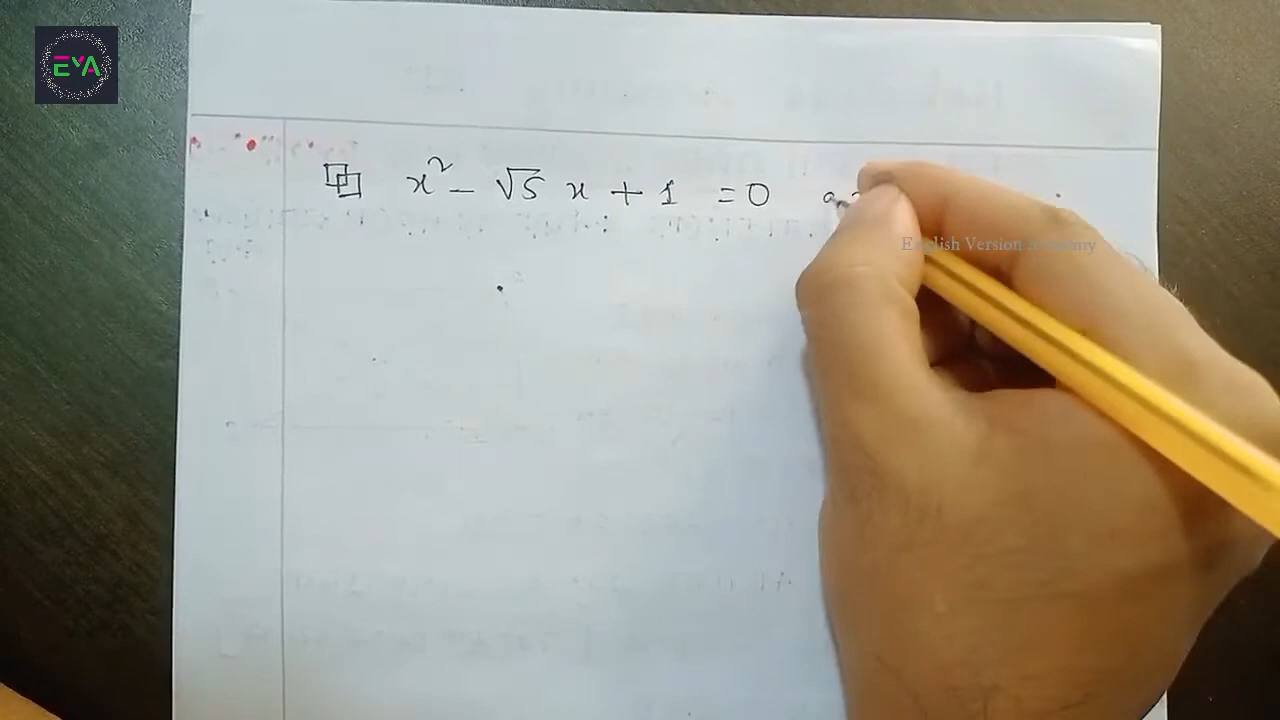 EYA
x² - √5 x + 1 = 0
English Version Academy